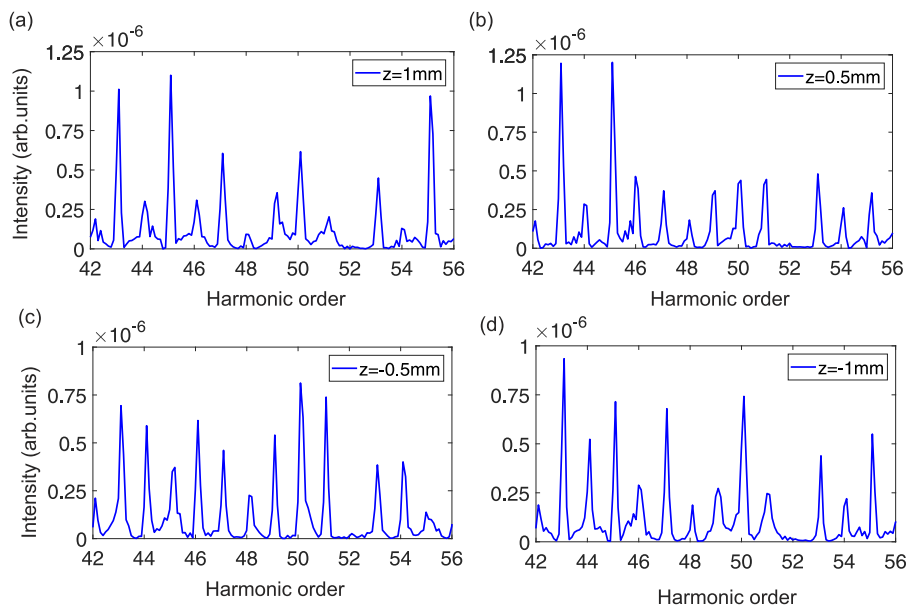 (a)
×10-6
1.25
1
0.75
0.5
0.25
0
Intensity (arb.units)
z=1mm
42 44 46 48 50 52 54 56
Harmonic order
(b)
×10-6
1.25
1
0.75
0.5
0.25
0
z=0.5mm
42 44 46 48 50 52 54 56
Harmonic order
(c)
×10-6
1
0.75
0.5
0.25
0
Intensity (arb.units)
z=-0.5mm
42 44 46 48 50 52 54 56
Harmonic order
(d)
×10-6
1
0.75
0.5
0.25
0
z=-1mm
42 44 46 48 50 52 54 56
Harmonic order